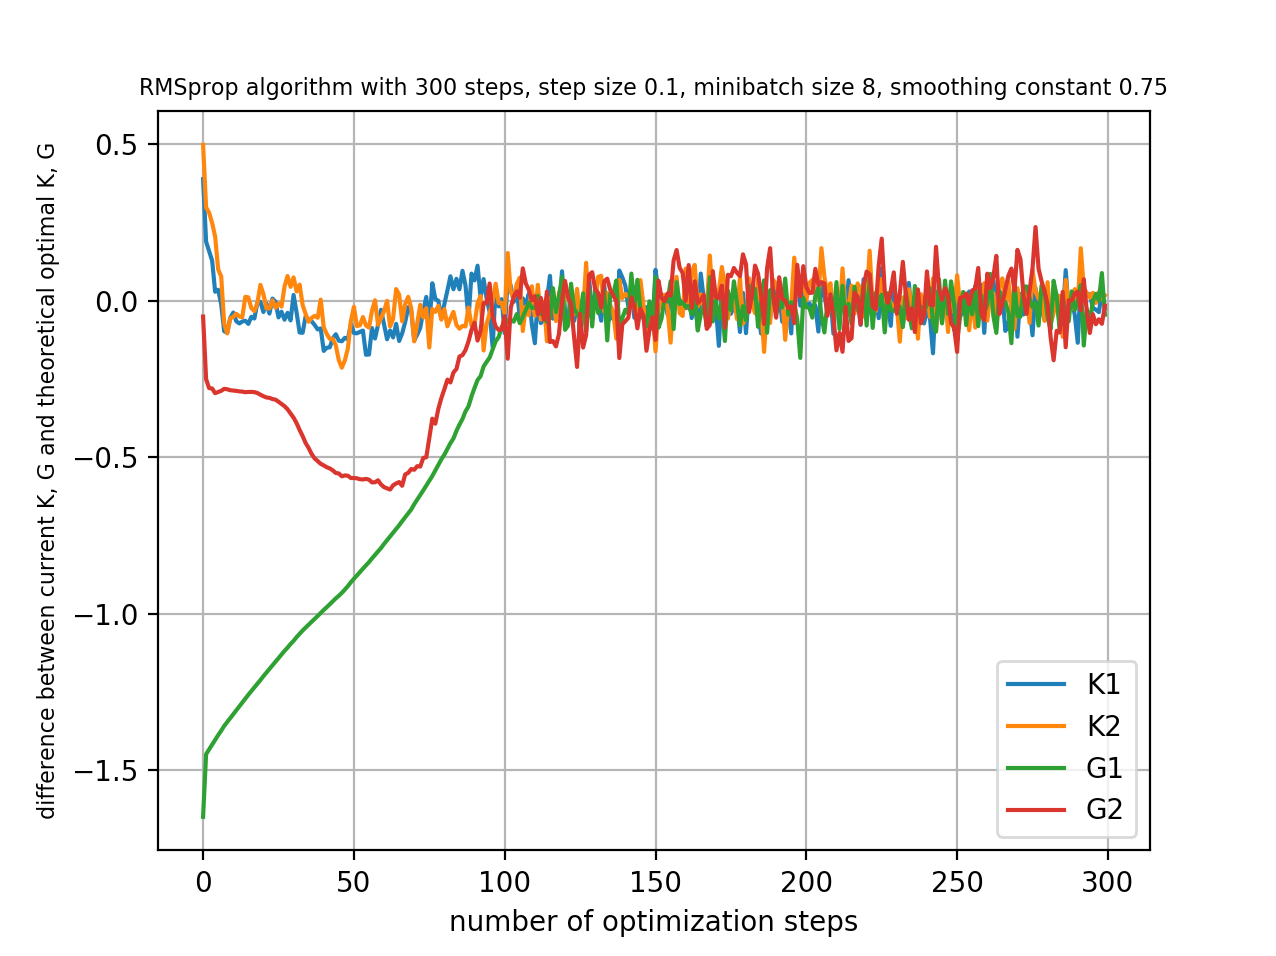 RMSprop algorithm with 300 steps, step size 0.1, minibatch size 8, smoothing constant 0.75
difference between current K, G and theoretical optimal K, G
0.5
0.0
−0.5
−1.0
−1.5
K1
K2
G1
G2
0 50 100 150 200 250 300
number of optimization steps